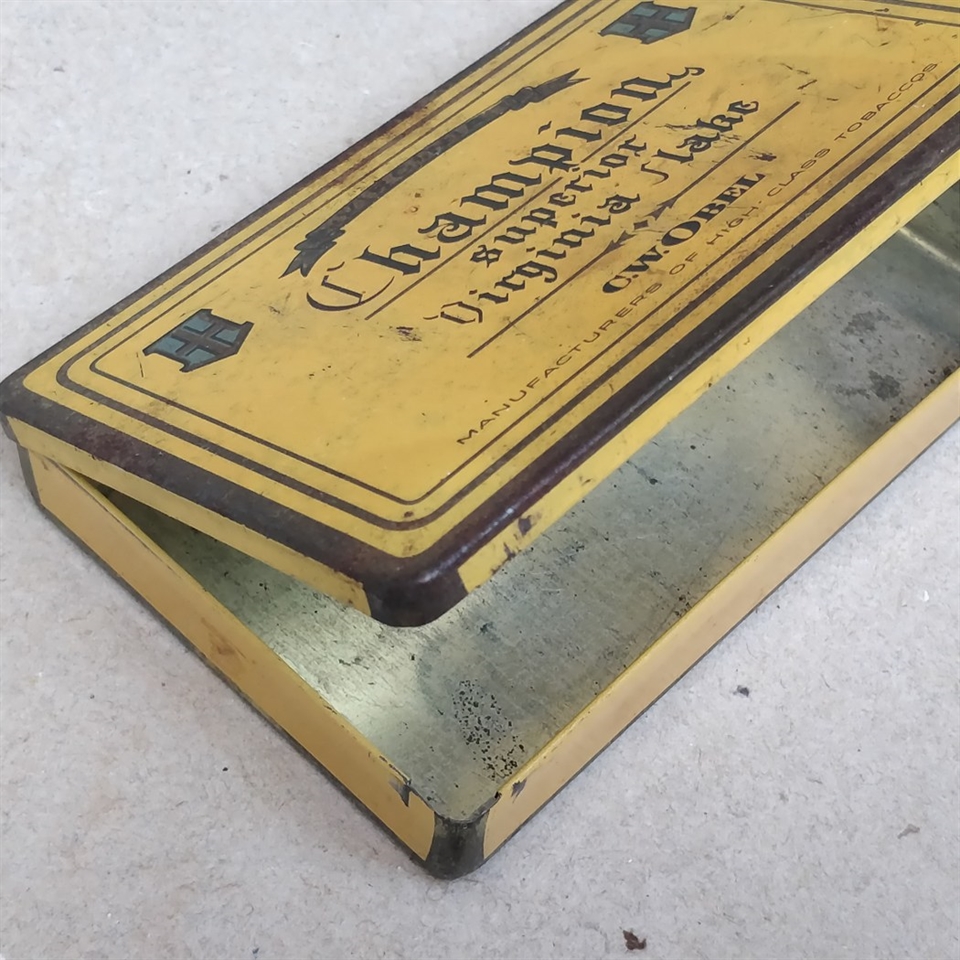 H H
Champion
superior
Virginia flake
C.W.OBEL
MANUFACTURERS OF HIGH-CLASS TOBACCOS